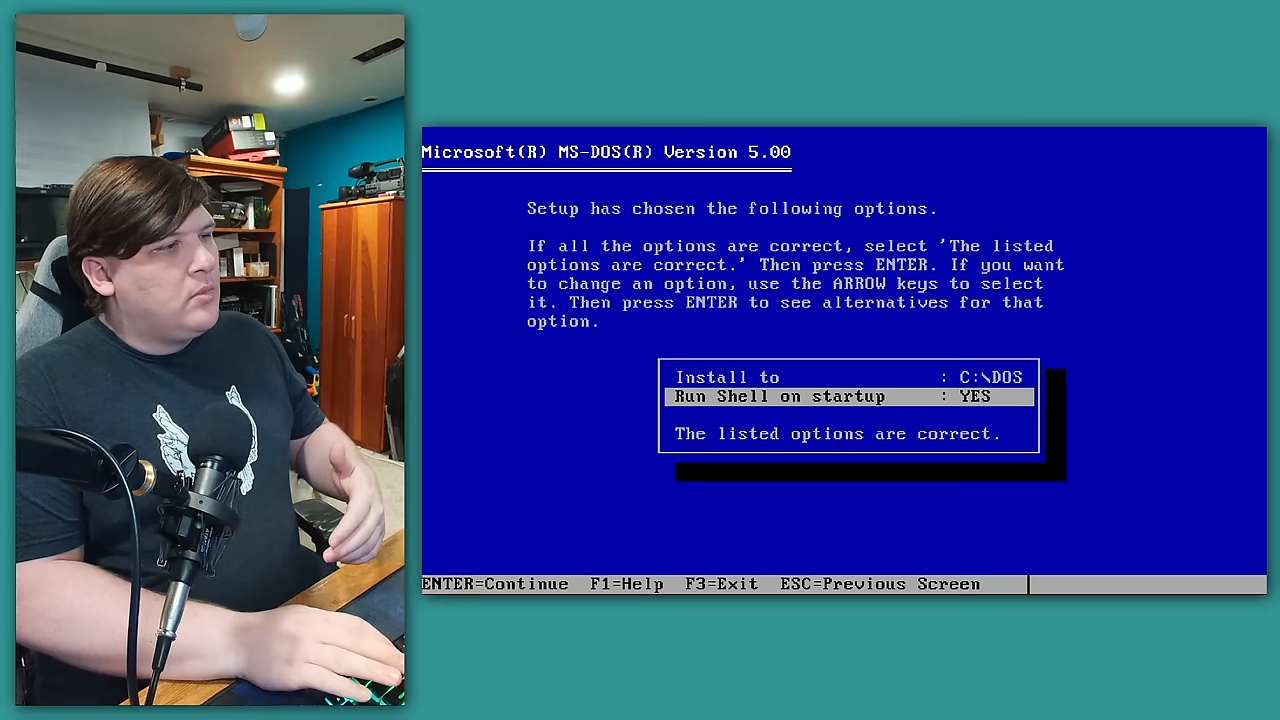 Microsoft(R) MS-DOS(R) Version 5.00
Setup has chosen the following options.
If all the options are correct, select 'The listed
options are correct.' Then press ENTER. If you want
to change an option, use the ARROW keys to select
it. Then press ENTER to see alternatives for that
option.
Install to : C:\DOS
Run Shell on startup : YES
The listed options are correct.
ENTER=Continue F1=Help F3=Exit ESC=Previous Screen